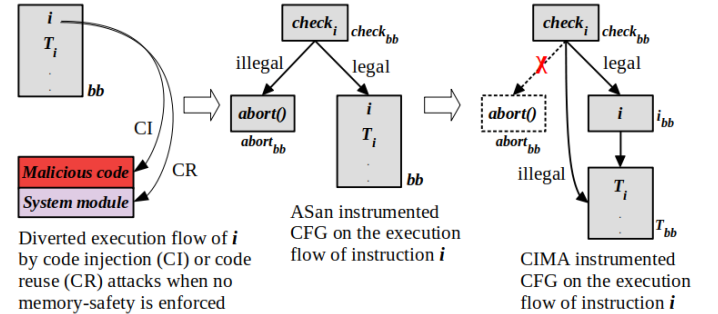 i
T_i
.
.
bb
CI
CR
Malicious code
System module
Diverted execution flow of i
by code injection (CI) or code
reuse (CR) attacks when no
memory-safety is enforced
check_i
check_bb
illegal
legal
abort()
abort_bb
i
T_i
.
.
bb
ASan instrumented
CFG on the execution
flow of instruction i
check_i
check_bb
X
legal
abort()
abort_bb
i
i_bb
illegal
T_i
.
.
T_bb
CIMA instrumented
CFG on the execution
flow of instruction i